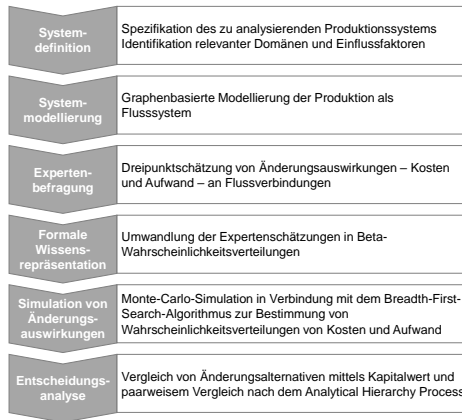 System-
definition
Spezifikation des zu analysierenden Produktionssystems
Identifikation relevanter Domänen und Einflussfaktoren
System-
modellierung
Graphenbasierte Modellierung der Produktion als
Flusssystem
Experten-
befragung
Dreipunktschätzung von Änderungsauswirkungen – Kosten
und Aufwand – an Flussverbindungen
Formale
Wissens-
repräsentation
Umwandlung der Expertenschätzungen in Beta-
Wahrscheinlichkeitsverteilungen
Simulation von
Änderungs-
auswirkungen
Monte-Carlo-Simulation in Verbindung mit dem Breadth-First-
Search-Algorithmus zur Bestimmung von
Wahrscheinlichkeitsverteilungen von Kosten und Aufwand
Entscheidungs-
analyse
Vergleich von Änderungsalternativen mittels Kapitalwert und
paarweisem Vergleich nach dem Analytical Hierarchy Process